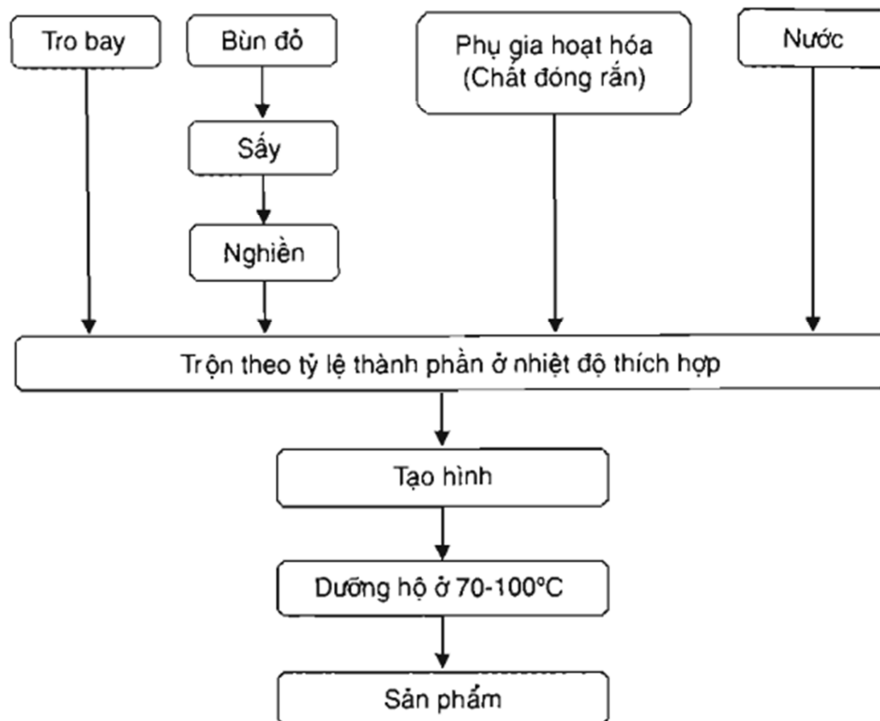 Tro bay
Bùn đỏ
Phụ gia hoạt hóa
(Chất đóng rắn)
Nước
Sấy
Nghiền
Trộn theo tỷ lệ thành phần ở nhiệt độ thích hợp
Tạo hình
Dưỡng hộ ở 70-100ºC
Sản phẩm